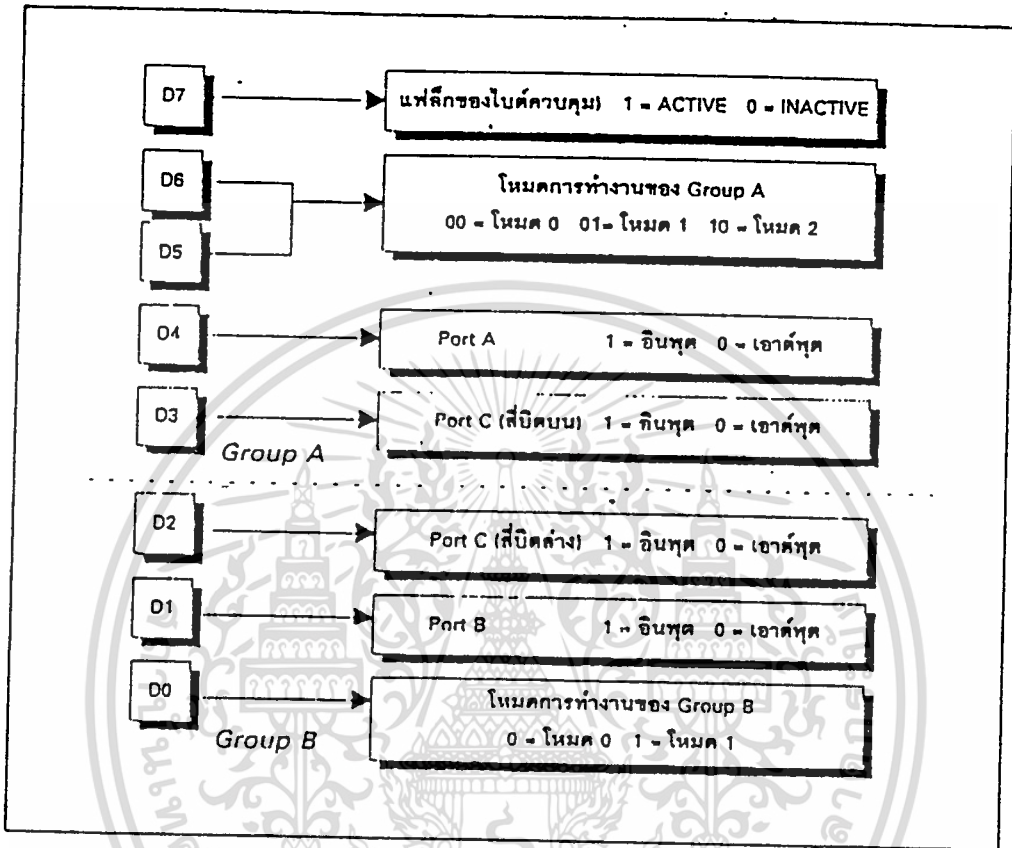 D7
แฟล็กของไบต์ควบคุม) 1 = ACTIVE 0 = INACTIVE
D6
D5
โหมดการทำงานของ Group A
00 = โหมด 0 01= โหมด 1 10 = โหมด 2
D4
Port A 1 = อินพุต 0 = เอาต์พุต
D3
Port C (สี่บิตบน) 1 = อินพุต 0 = เอาต์พุต
Group A
D2
Port C (สี่บิตล่าง) 1 = อินพุต 0 = เอาต์พุต
D1
Port B 1 = อินพุต 0 = เอาต์พุต
D0
โหมดการทำงานของ Group B
0 = โหมด 0 1 = โหมด 1
Group B